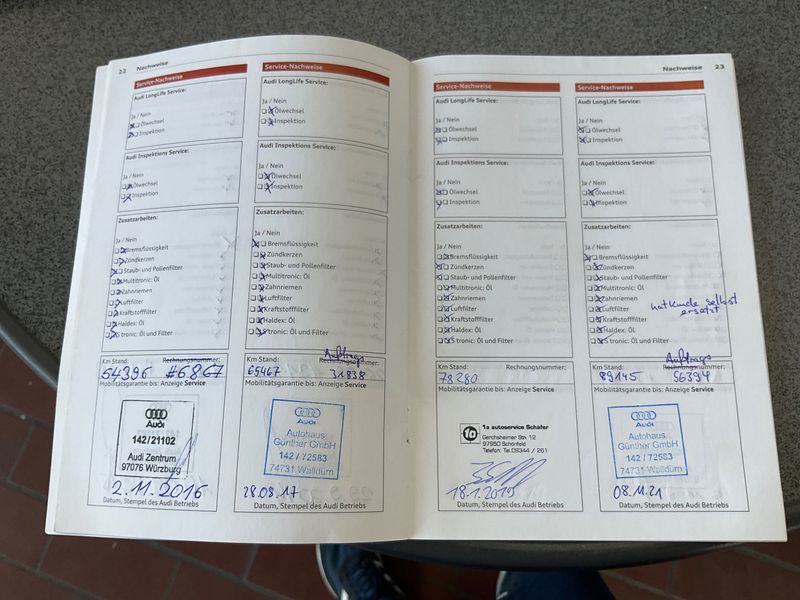 22 Nachweise
Service-Nachweise
Audi LongLife Service:
Ja / Nein
Ölwechsel
Inspektion
Audi Inspektions Service:
Ja / Nein
Ölwechsel
Inspektion
Zusatzarbeiten:
Ja / Nein
Bremsflüssigkeit
Zündkerzen
Staub- und Pollenfilter
Multitronic: Öl
Zahnriemen
Luftfilter
Kraftstofffilter
Haldex: Öl
S tronic: Öl und Filter
Km Stand: Rechnungsnummer:
54396 #6867
Mobilitätsgarantie bis: Anzeige Service
Audi
142/21102
Audi Zentrum
97076 Würzburg
2.11.2016
Datum, Stempel des Audi Betriebs
Service-Nachweise
Audi LongLife Service:
Ja / Nein
Ölwechsel
Inspektion
Audi Inspektions Service:
Ja / Nein
Ölwechsel
Inspektion
Zusatzarbeiten:
Ja / Nein
Bremsflüssigkeit
Zündkerzen
Staub- und Pollenfilter
Multitronic: Öl
Zahnriemen
Luftfilter
Kraftstofffilter
Haldex: Öl
S tronic: Öl und Filter
Auftrags
Km Stand: Rechnungsnummer:
65467 31838
Mobilitätsgarantie bis: Anzeige Service
Audi
Autohaus
Günther GmbH
142 / 72583
74731 Walldürn
28.08.17
Datum, Stempel des Audi Betriebs
Nachweise 23
Service-Nachweise
Audi LongLife Service:
Ja / Nein
Ölwechsel
Inspektion
Audi Inspektions Service:
Ja / Nein
Ölwechsel
Inspektion
Zusatzarbeiten:
Ja / Nein
Bremsflüssigkeit
Zündkerzen
Staub- und Pollenfilter
Multitronic: Öl
Zahnriemen
Luftfilter
Kraftstofffilter
Haldex: Öl
S tronic: Öl und Filter
Km Stand: Rechnungsnummer:
78280
Mobilitätsgarantie bis: Anzeige Service
1a autoservice Schäfer
Gerchsheimer Str. 12
97950 Schönfeld
Telefon: Tel.09344 / 261
18.1.2019
Datum, Stempel des Audi Betriebs
Service-Nachweise
Audi LongLife Service:
Ja / Nein
Ölwechsel
Inspektion
Audi Inspektions Service:
Ja / Nein
Ölwechsel
Inspektion
Zusatzarbeiten:
Ja / Nein
Bremsflüssigkeit
Zündkerzen
Staub- und Pollenfilter
Multitronic: Öl
Zahnriemen
Luftfilter hat Kunde selbst
ersetzt
Kraftstofffilter
Haldex: Öl
S tronic: Öl und Filter
Auftrags
Km Stand: Rechnungsnummer:
89145 56394
Mobilitätsgarantie bis: Anzeige Service
Audi
Autohaus
Günther GmbH
142 / 72583
74731 Walldürn
08.11.21
Datum, Stempel des Audi Betriebs